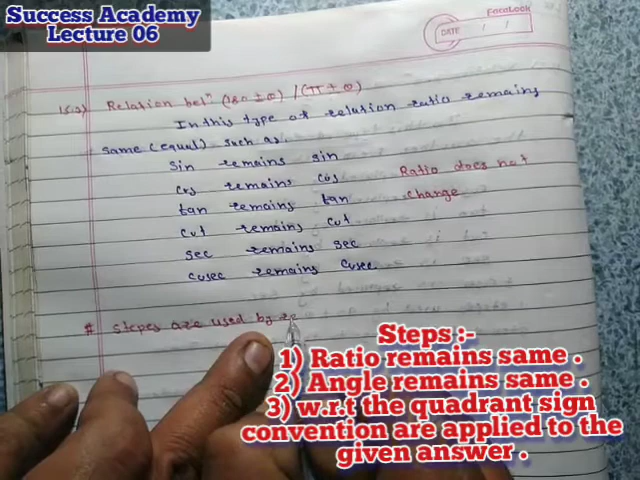 Success Academy
Lecture 06
FaceLook
DATE / /
Relation betn (180 ± θ) / (π ± θ)
In this type of relation ratio remains
same (equal) such as.
sin remains sin
cos remains cos
Ratio does not
tan remains tan
change
cot remains cot
sec remains sec
cosec remains cosec
# Stepes are used by
Steps :-
1) Ratio remains same .
2) Angle remains same .
3) w.r.t the quadrant sign
convention are applied to the
given answer .